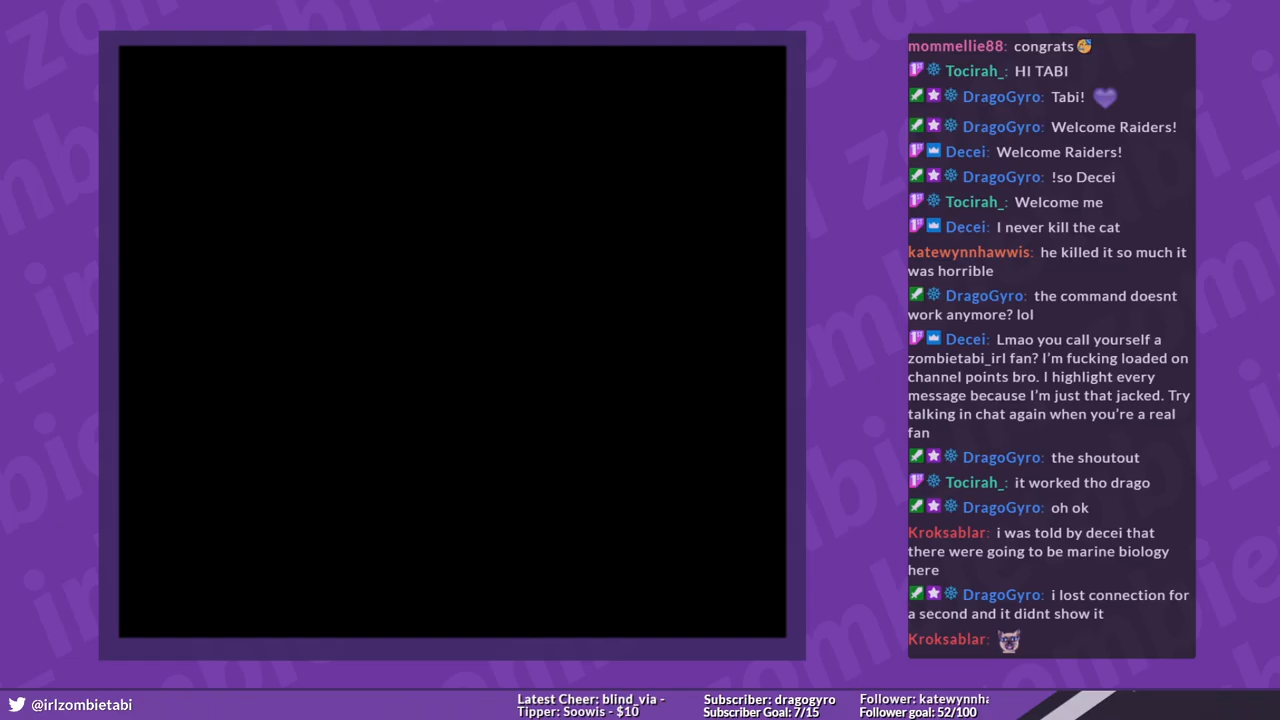 mommellie88: congrats
Tocirah_: HI TABI
DragoGyro: Tabi!
DragoGyro: Welcome Raiders!
Decei: Welcome Raiders!
DragoGyro: !so Decei
Tocirah_: Welcome me
Decei: I never kill the cat
katewynnhawwis: he killed it so much it
was horrible
DragoGyro: the command doesnt
work anymore? lol
Decei: Lmao you call yourself a
zombietabi_irl fan? I'm fucking loaded on
channel points bro. I highlight every
message because I'm just that jacked. Try
talking in chat again when you're a real
fan
DragoGyro: the shoutout
Tocirah_: it worked tho drago
DragoGyro: oh ok
Kroksablar: i was told by decei that
there were going to be marine biology
here
DragoGyro: i lost connection for
a second and it didnt show it
Kroksablar:
@irlzombietabi
Latest Cheer: blind_via -
Tipper: Soowis - $10
Subscriber: dragogyro
Subscriber Goal: 7/15
Follower: katewynnha
Follower goal: 52/100